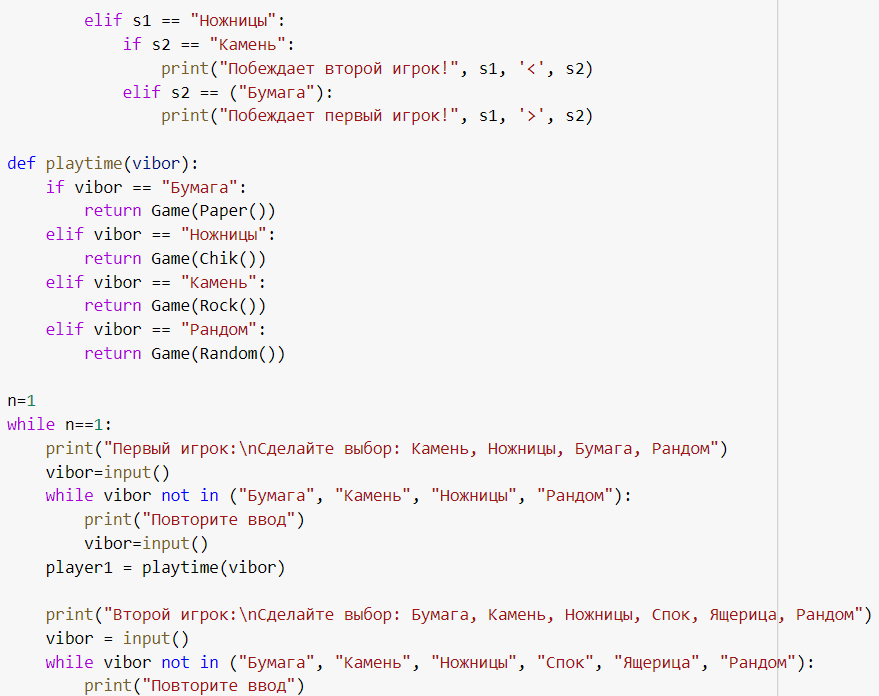 elif s1 == "Ножницы":
            if s2 == "Камень":
                print("Побеждает второй игрок!", s1, '<', s2)
            elif s2 == ("Бумага"):
                print("Побеждает первый игрок!", s1, '>', s2)

def playtime(vibor):
    if vibor == "Бумага":
        return Game(Paper())
    elif vibor == "Ножницы":
        return Game(Chik())
    elif vibor == "Камень":
        return Game(Rock())
    elif vibor == "Рандом":
        return Game(Random())

n=1
while n==1:
    print("Первый игрок:\nСделайте выбор: Камень, Ножницы, Бумага, Рандом")
    vibor=input()
    while vibor not in ("Бумага", "Камень", "Ножницы", "Рандом"):
        print("Повторите ввод")
        vibor=input()
    player1 = playtime(vibor)

    print("Второй игрок:\nСделайте выбор: Бумага, Камень, Ножницы, Спок, Ящерица, Рандом")
    vibor = input()
    while vibor not in ("Бумага", "Камень", "Ножницы", "Спок", "Ящерица", "Рандом"):
        print("Повторите ввод")